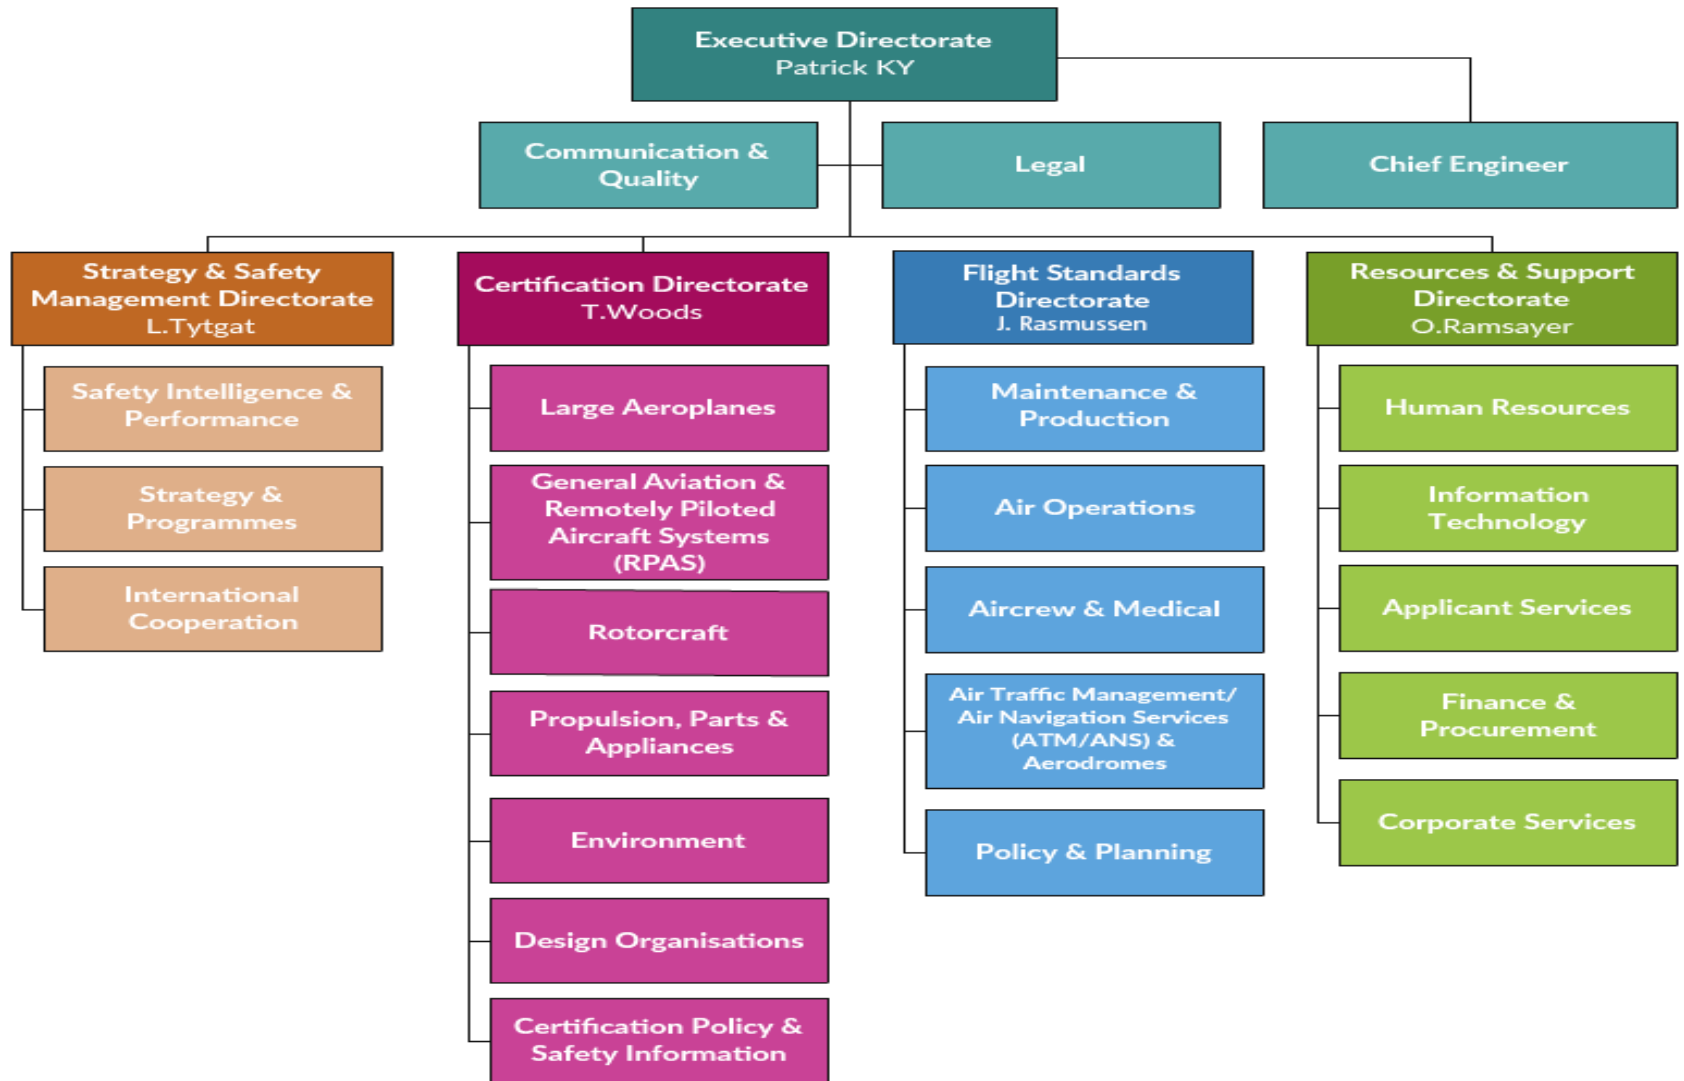 Executive Directorate
Patrick KY
Communication &
Quality
Legal
Chief Engineer
Strategy & Safety
Management Directorate
L.Tytgat
Safety Intelligence &
Performance
Strategy &
Programmes
International
Cooperation
Certification Directorate
T.Woods
Large Aeroplanes
General Aviation &
Remotely Piloted
Aircraft Systems
(RPAS)
Rotorcraft
Propulsion, Parts &
Appliances
Environment
Design Organisations
Certification Policy &
Safety Information
Flight Standards
Directorate
J. Rasmussen
Maintenance &
Production
Air Operations
Aircrew & Medical
Air Traffic Management/
Air Navigation Services
(ATM/ANS) &
Aerodromes
Policy & Planning
Resources & Support
Directorate
O.Ramsayer
Human Resources
Information
Technology
Applicant Services
Finance &
Procurement
Corporate Services